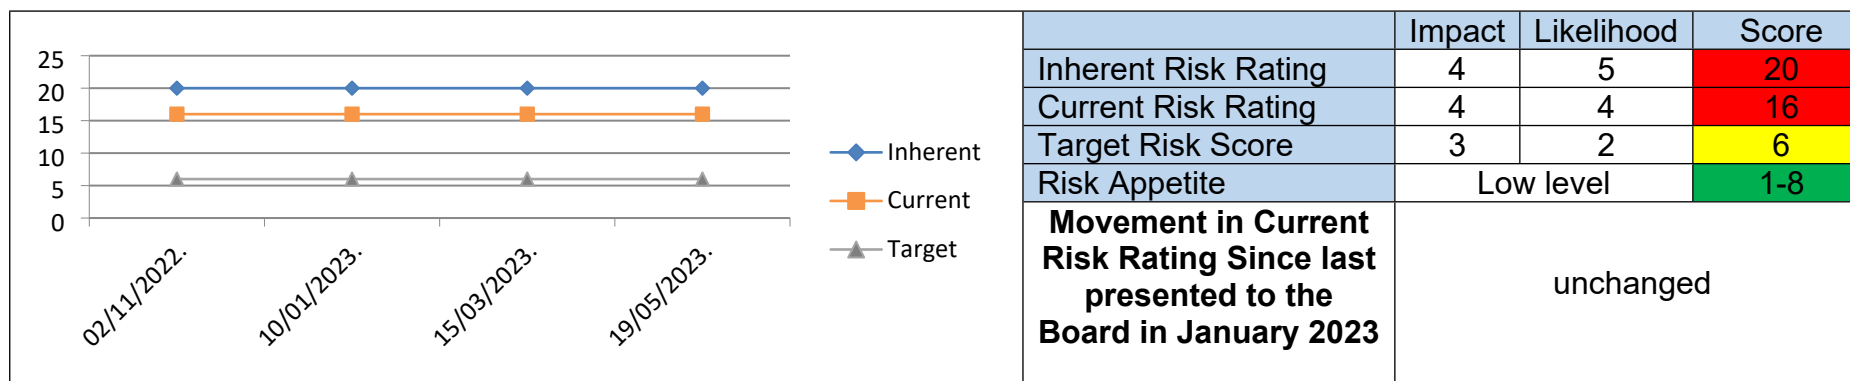 25
20
15
10
5
0
02/11/2022.
10/01/2023.
15/03/2023.
19/05/2023.
Inherent
Current
Target
Impact Likelihood Score
Inherent Risk Rating 4 5 20
Current Risk Rating 4 4 16
Target Risk Score 3 2 6
Risk Appetite Low level 1-8
Movement in Current
Risk Rating Since last
presented to the
Board in January 2023
unchanged